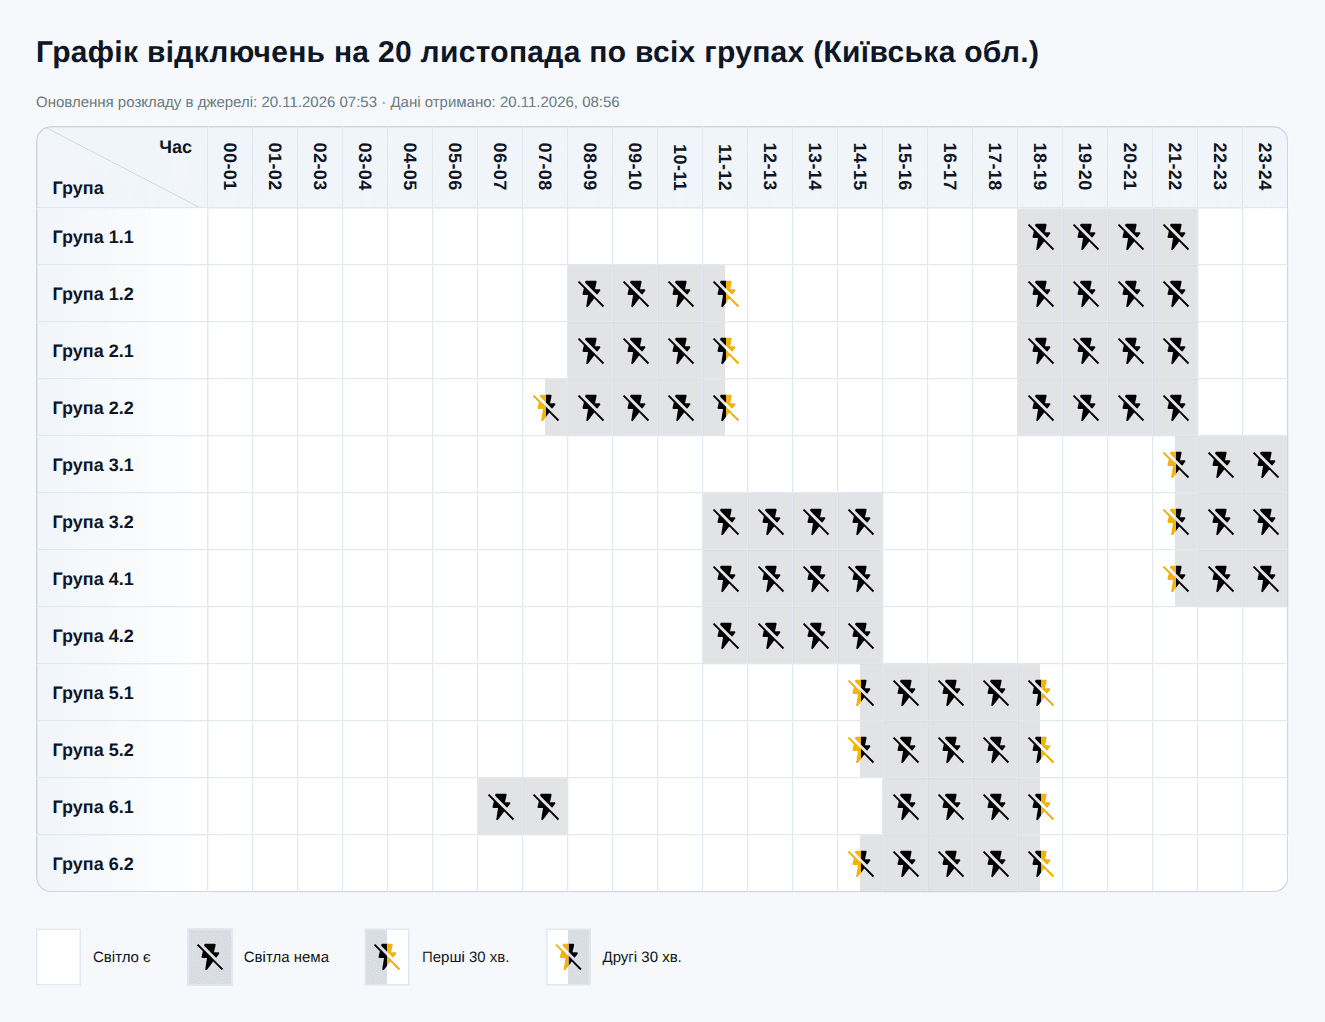 Графік відключень на 20 листопада по всіх групах (Київська обл.)
Оновлення розкладу в джерелі: 20.11.2026 07:53 · Дані отримано: 20.11.2026, 08:56
Час
Група
00-01 01-02 02-03 03-04 04-05 05-06 06-07 07-08 08-09 09-10 10-11 11-12 12-13 13-14 14-15 15-16 16-17 17-18 18-19 19-20 20-21 21-22 22-23 23-24
Група 1.1
Група 1.2
Група 2.1
Група 2.2
Група 3.1
Група 3.2
Група 4.1
Група 4.2
Група 5.1
Група 5.2
Група 6.1
Група 6.2
Світло є Світла нема Перші 30 хв. Другі 30 хв.